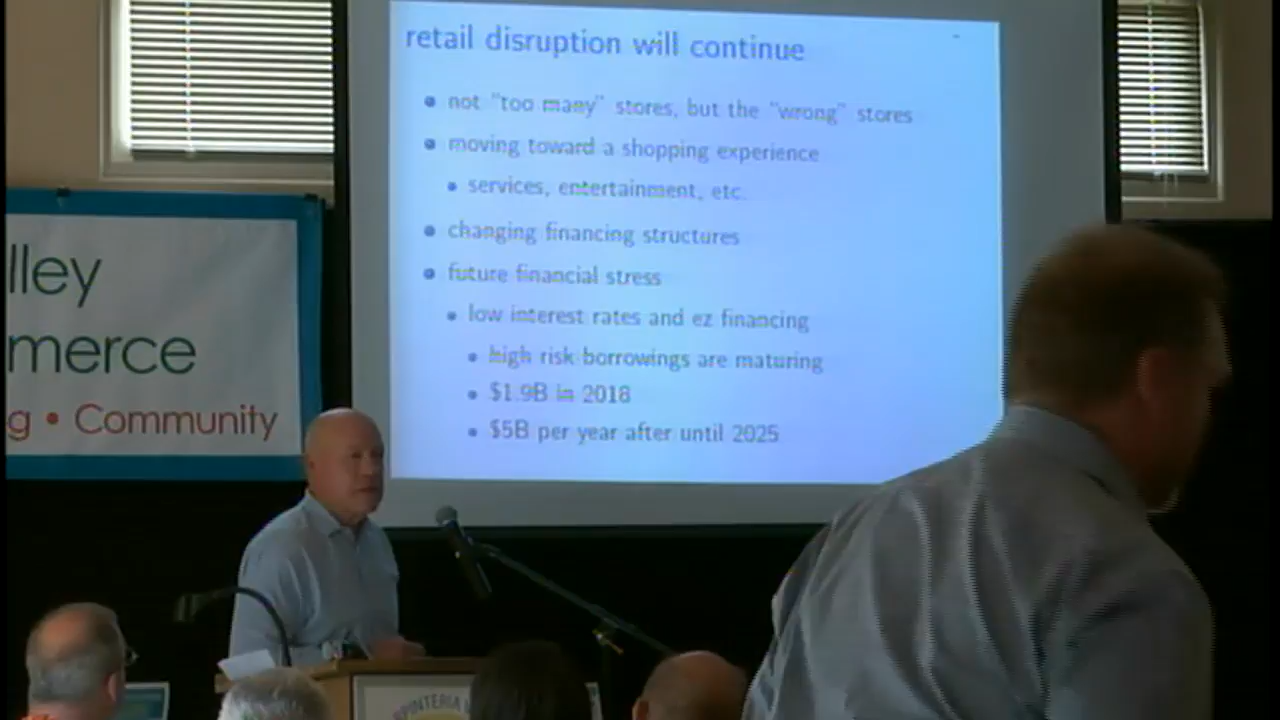 retail disruption will continue
not "too many" stores, but the "wrong" stores
moving toward a shopping experience
services, entertainment, etc.
changing financing structures
future financial stress
low interest rates and ez financing
high risk borrowings are maturing
$1.9B in 2018
$5B per year after until 2025
lley
merce
g • Community
PINTERIA